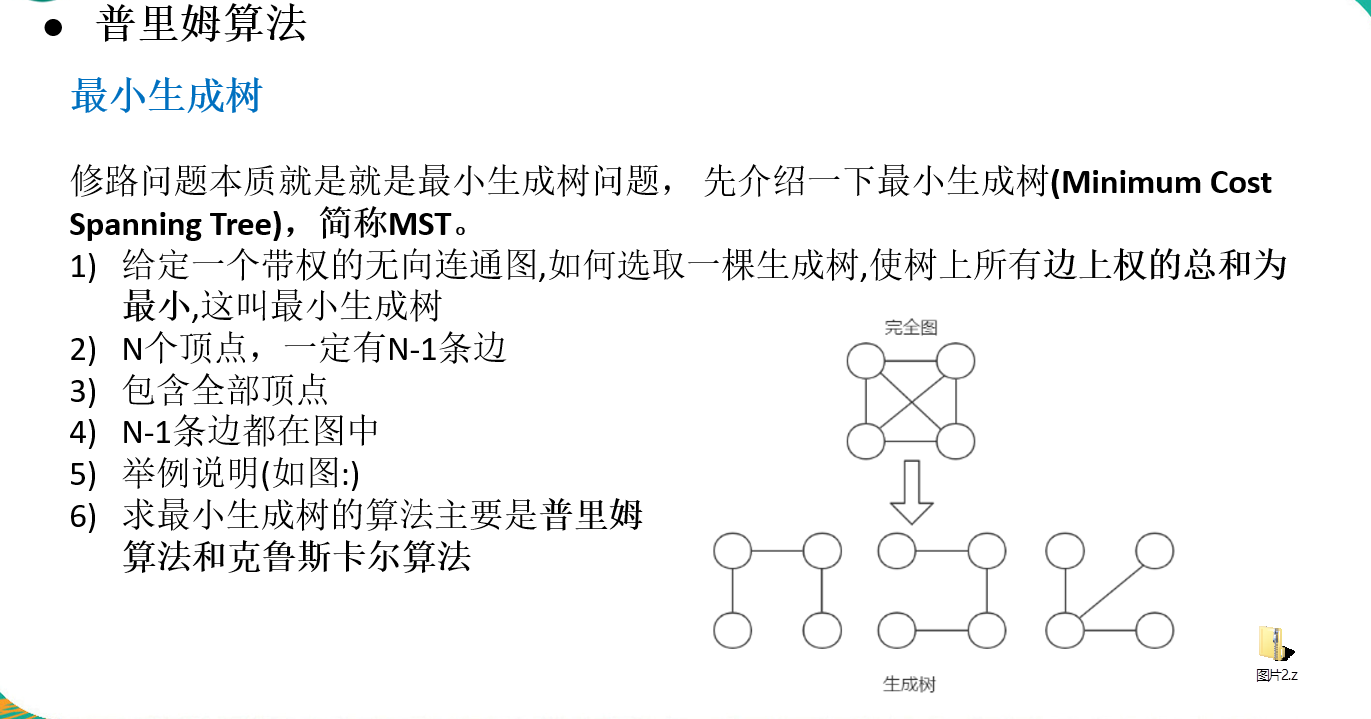 ● 普里姆算法
最小生成树
修路问题本质就是就是最小生成树问题， 先介绍一下最小生成树(Minimum Cost
Spanning Tree)，简称MST。
1) 给定一个带权的无向连通图,如何选取一棵生成树,使树上所有边上权的总和为
最小,这叫最小生成树
2) N个顶点，一定有N-1条边
3) 包含全部顶点
4) N-1条边都在图中
5) 举例说明(如图:)
6) 求最小生成树的算法主要是普里姆
算法和克鲁斯卡尔算法
完全图
生成树
图片2.z